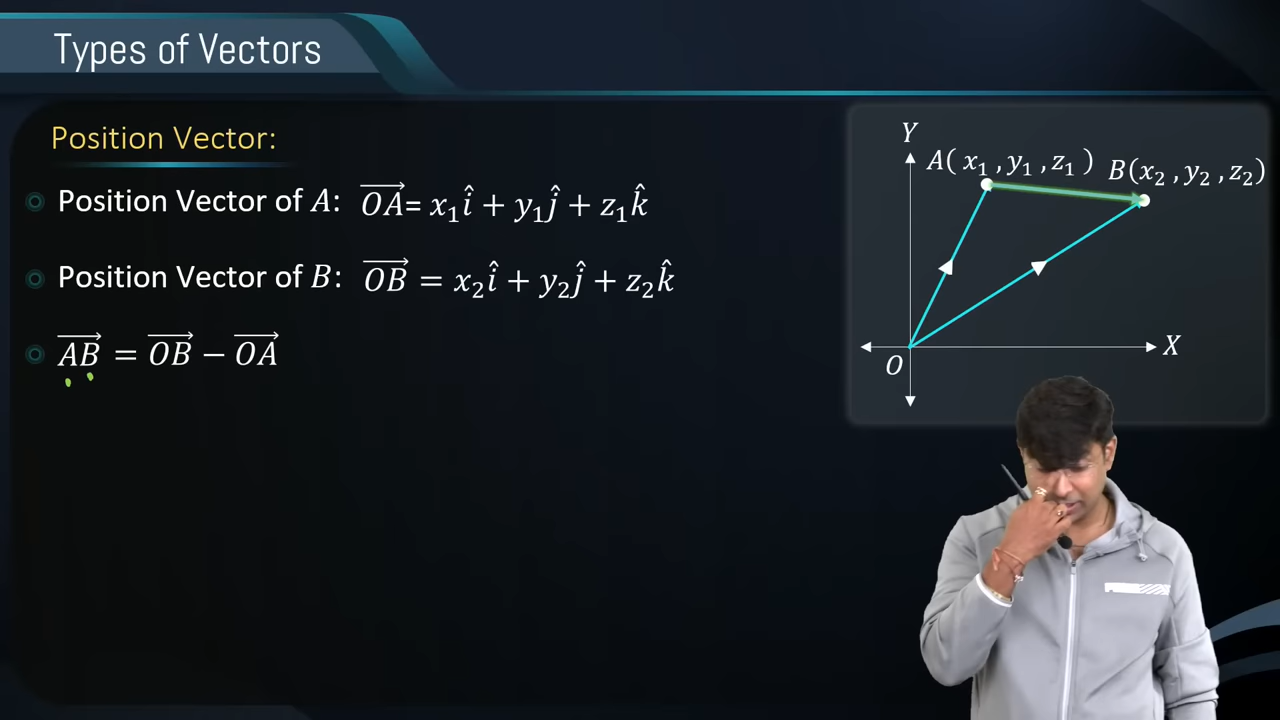 Types of Vectors
Position Vector:
Position Vector of A: $\overrightarrow{OA} = x_1\hat{i} + y_1\hat{j} + z_1\hat{k}$
Position Vector of B: $\overrightarrow{OB} = x_2\hat{i} + y_2\hat{j} + z_2\hat{k}$
$\overrightarrow{AB} = \overrightarrow{OB} - \overrightarrow{OA}$
Y
A(x₁, y₁, z₁)
B(x₂, y₂, z₂)
X
O